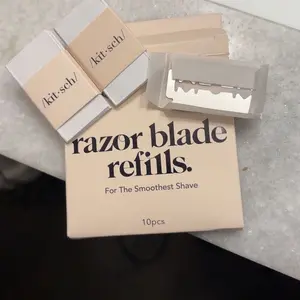 /kit·sch/
/kit·sch/
razor blade
refills.
For The Smoothest Shave
10pcs